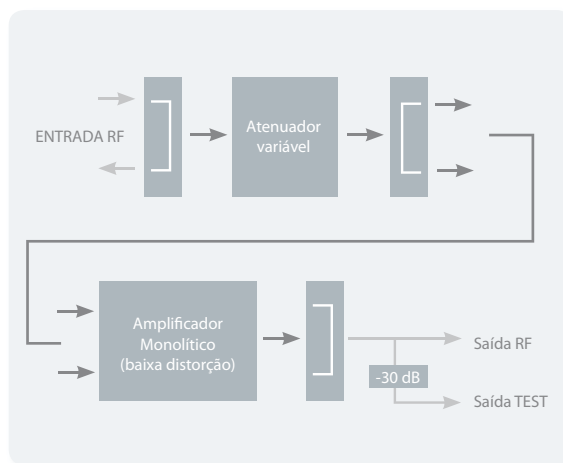 ENTRADA RF
Atenuador
variável
Amplificador
Monolítico
(baixa distorção)
Saída RF
-30 dB
Saída TEST